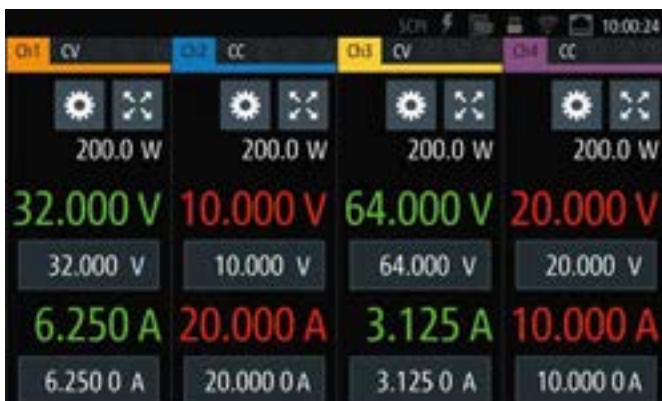 SCPI 10:00:24
Ch1 CV Ch2 CC Ch3 CV Ch4 CC
200.0 W 200.0 W 200.0 W 200.0 W
32.000 V 10.000 V 64.000 V 20.000 V
32.000 V 10.000 V 64.000 V 20.000 V
6.250 A 20.000 A 3.125 A 10.000 A
6.250 0 A 20.000 0 A 3.125 0 A 10.000 0 A